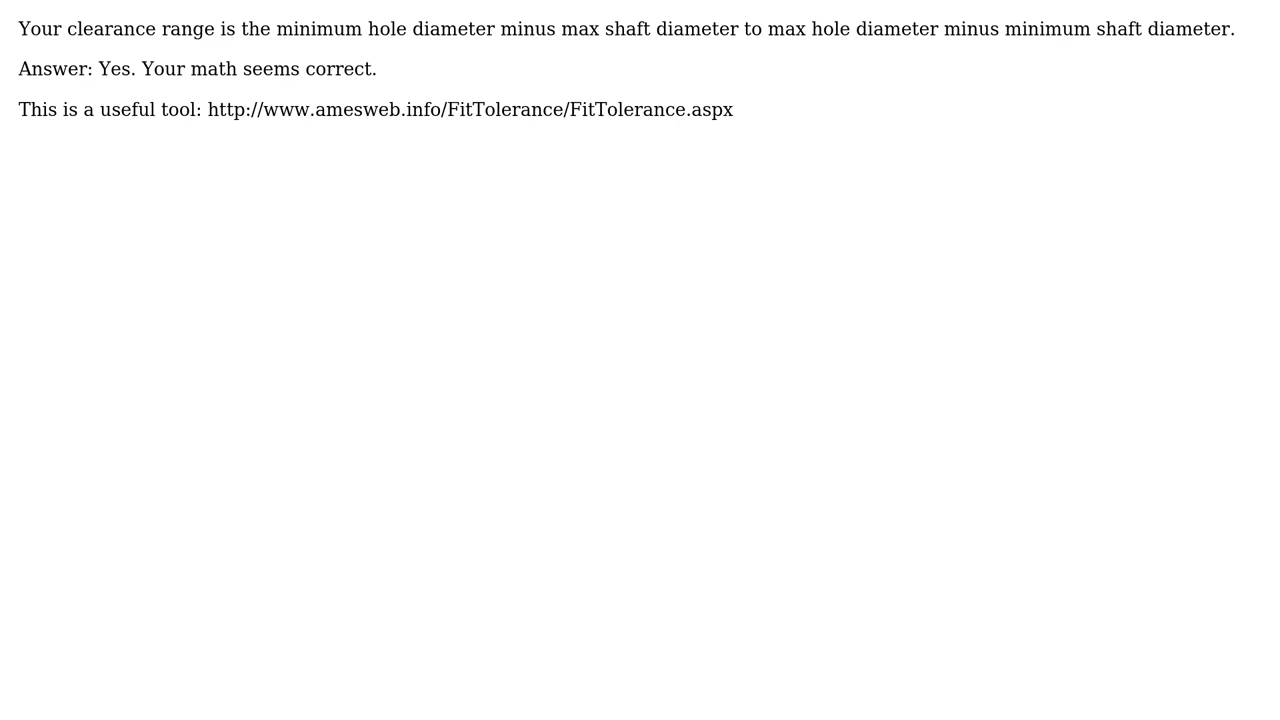 Your clearance range is the minimum hole diameter minus max shaft diameter to max hole diameter minus minimum shaft diameter.
Answer: Yes. Your math seems correct.
This is a useful tool: http://www.amesweb.info/FitTolerance/FitTolerance.aspx